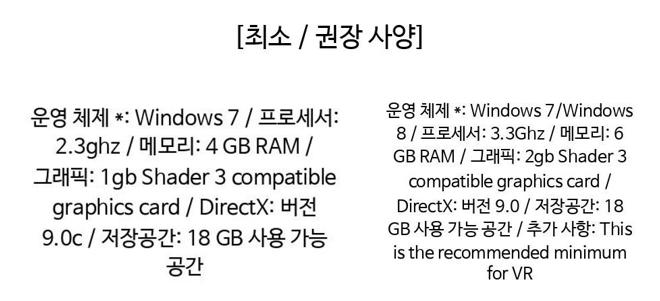 [최소 / 권장 사양]
운영 체제 *: Windows 7 / 프로세서:
2.3ghz / 메모리: 4 GB RAM /
그래픽: 1gb Shader 3 compatible
graphics card / DirectX: 버전
9.0c / 저장공간: 18 GB 사용 가능
공간
운영 체제 *: Windows 7/Windows
8 / 프로세서: 3.3Ghz / 메모리: 6
GB RAM / 그래픽: 2gb Shader 3
compatible graphics card /
DirectX: 버전 9.0 / 저장공간: 18
GB 사용 가능 공간 / 추가 사항: This
is the recommended minimum
for VR